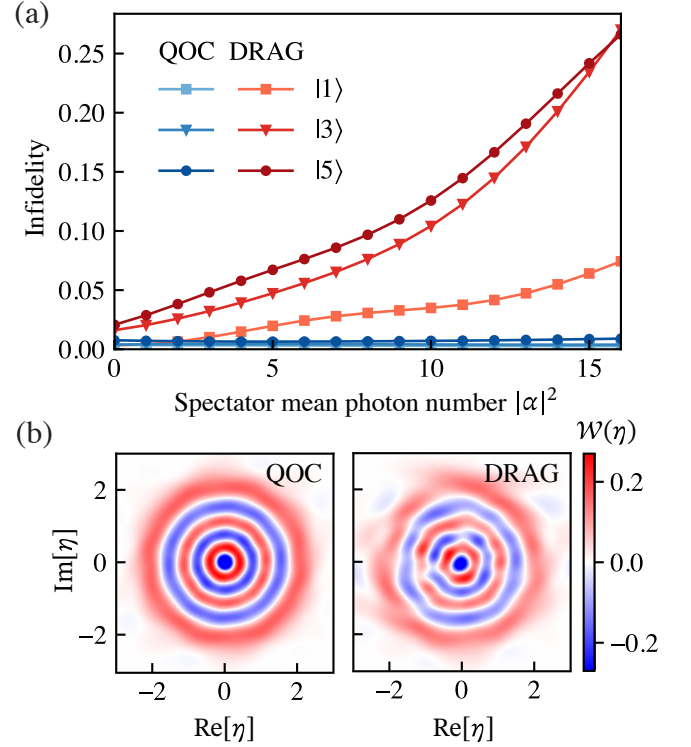 (a)
QOC DRAG
|1⟩
|3⟩
|5⟩
Infidelity
0.25
0.20
0.15
0.10
0.05
0.00
0 5 10 15
Spectator mean photon number |α|²
(b)
𝒲(η)
QOC
DRAG
Im[η]
2
0
−2
−2 0 2
−2 0 2
Re[η]
Re[η]
0.2
0.0
−0.2